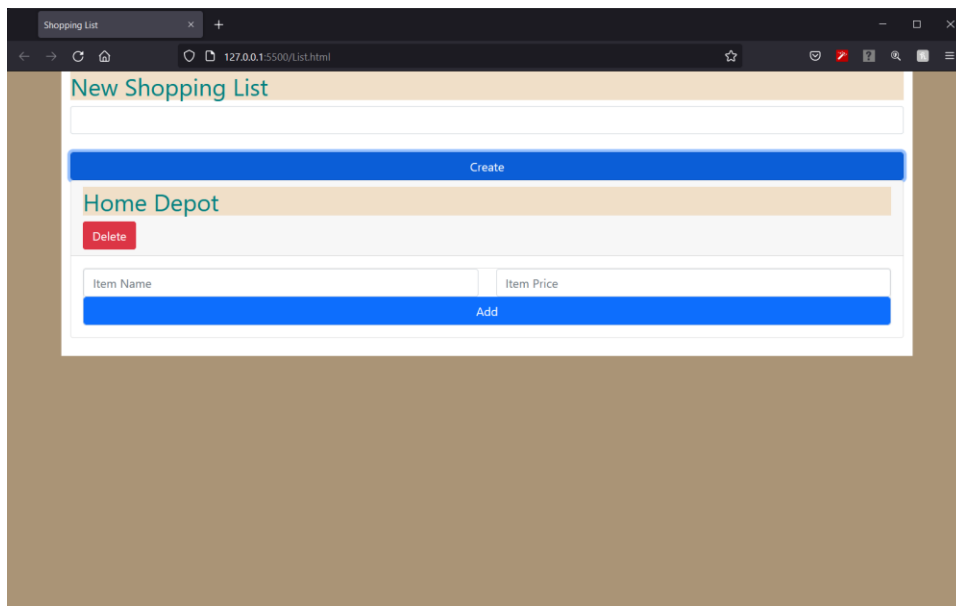 Shopping List
127.0.0.1:5500/List.html
New Shopping List
Create
Home Depot
Delete
Item Name Item Price
Add